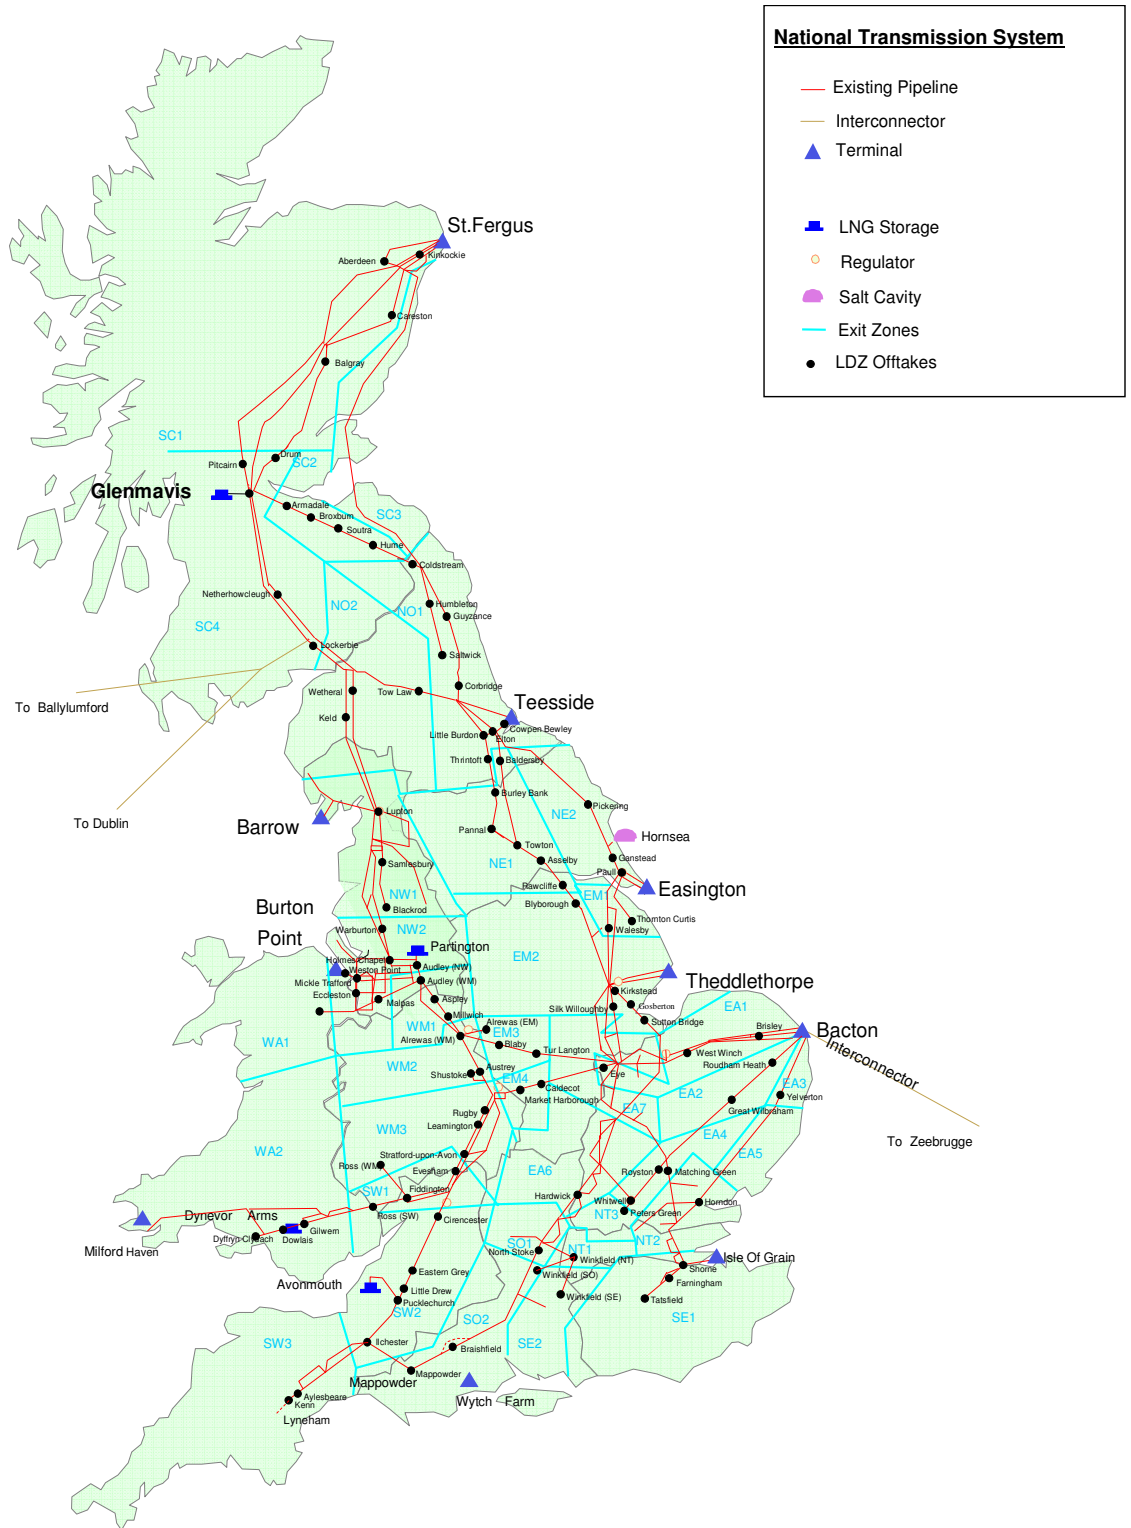 National Transmission System
Existing Pipeline
Interconnector
Terminal
LNG Storage
Regulator
Salt Cavity
Exit Zones
LDZ Offtakes
St.Fergus
Aberdeen
Kinkockie
Careston
Balgray
SC1
Drum
SC2
Pitcairn
Glenmavis
Armadale
Broxburn
SC3
Soutra
Hume
Coldstream
Netherhowcleugh
NO2
NO1
Humbleton
Guyzance
SC4
Lockerbie
Saltwick
Wetheral
Tow Law
Corbridge
To Ballylumford
Keld
Teesside
Cowpen Bewley
Little Burdon
Elton
Thrintoft
Baldersby
Burley Bank
Pickering
To Dublin
Barrow
Lupton
NE2
Pannal
Hornsea
Towton
Samlesbury
NE1
Asselby
Ganstead
Paull
Rawcliffe
Easington
NW1
EM1
Burton
Point
Blackrod
Blyborough
Thornton Curtis
Warburton
NW2
Walesby
Partington
EM2
Holmes Chapel
Audley (NW)
Weston Point
Theddlethorpe
Mickle Trafford
Audley (WM)
Eccleston
Kirkstead
Malpas
Aspley
Silk Willoughby
Gosberton
EA1
Millwich
Sutton Bridge
WM1
Alrewas (EM)
Brisley
Bacton
EM3
Alrewas (WM)
Blaby
Interconnector
WA1
Tur Langton
West Winch
WM2
Roudham Heath
Austrey
Eye
Shustoke
EM4
Caldecot
EA3
Market Harborough
EA2
Yelverton
EA7
Great Wilbraham
Rugby
Leamington
WM3
EA4
To Zeebrugge
WA2
Stratford-upon-Avon
EA5
Ross (WM)
Evesham
EA6
Royston
Matching Green
SW1
Fiddington
Hardwick
Whitwell
Horndon
Dynevor Arms
Ross (SW)
Cirencester
NT3
Peters Green
Gilwern
Dyffryn Clydach
Dowlais
Milford Haven
SO1
NT1
NT2
North Stoke
Winkfield (NT)
Isle Of Grain
Shorne
Eastern Grey
Winkfield (SO)
Farningham
Avonmouth
Little Drew
Winkfield (SE)
Tatsfield
Pucklechurch
SW2
SO2
SE1
SW3
Ilchester
SE2
Braishfield
Mappowder
Mappowder
Aylesbeare
Wytch Farm
Kenn
Lyneham